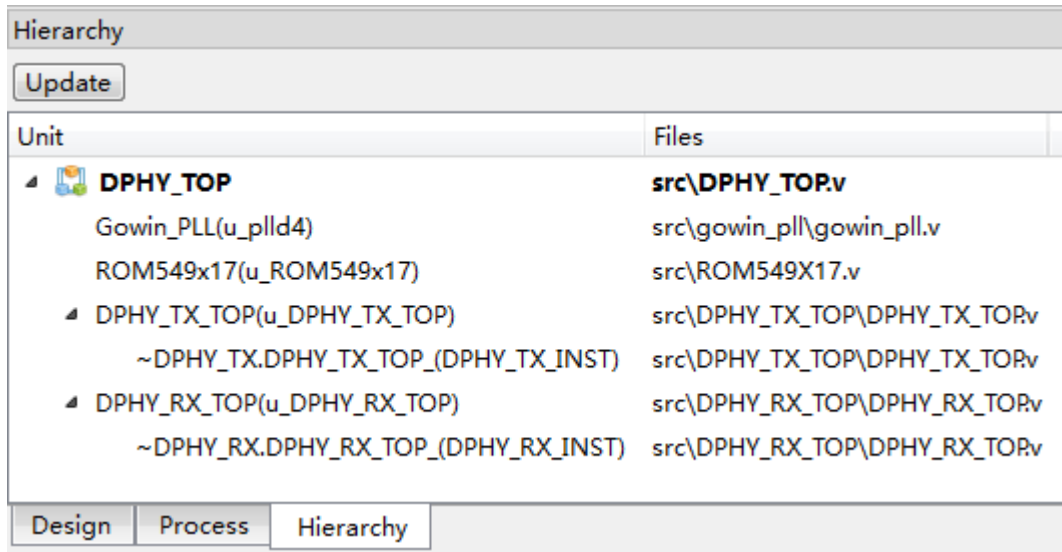 Hierarchy
Update
Unit Files
DPHY_TOP src\DPHY_TOP.v
Gowin_PLL(u_plld4) src\gowin_pll\gowin_pll.v
ROM549x17(u_ROM549x17) src\ROM549X17.v
DPHY_TX_TOP(u_DPHY_TX_TOP) src\DPHY_TX_TOP\DPHY_TX_TOP.v
~DPHY_TX.DPHY_TX_TOP_(DPHY_TX_INST) src\DPHY_TX_TOP\DPHY_TX_TOP.v
DPHY_RX_TOP(u_DPHY_RX_TOP) src\DPHY_RX_TOP\DPHY_RX_TOP.v
~DPHY_RX.DPHY_RX_TOP_(DPHY_RX_INST) src\DPHY_RX_TOP\DPHY_RX_TOP.v
Design Process Hierarchy